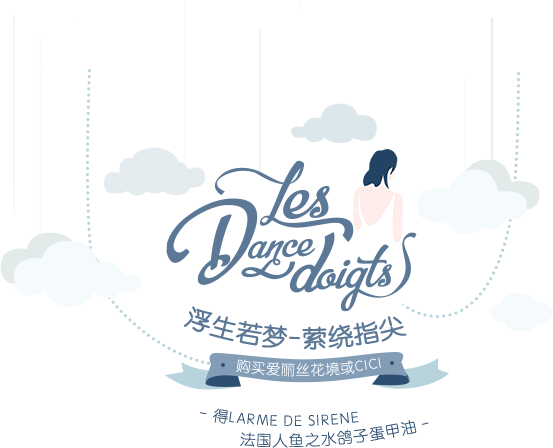 Les
Dance
doigts
浮生若梦-萦绕指尖
购买爱丽丝花境或CICI
- 得LARME DE SIRENE
法国人鱼之水鸽子蛋甲油 -